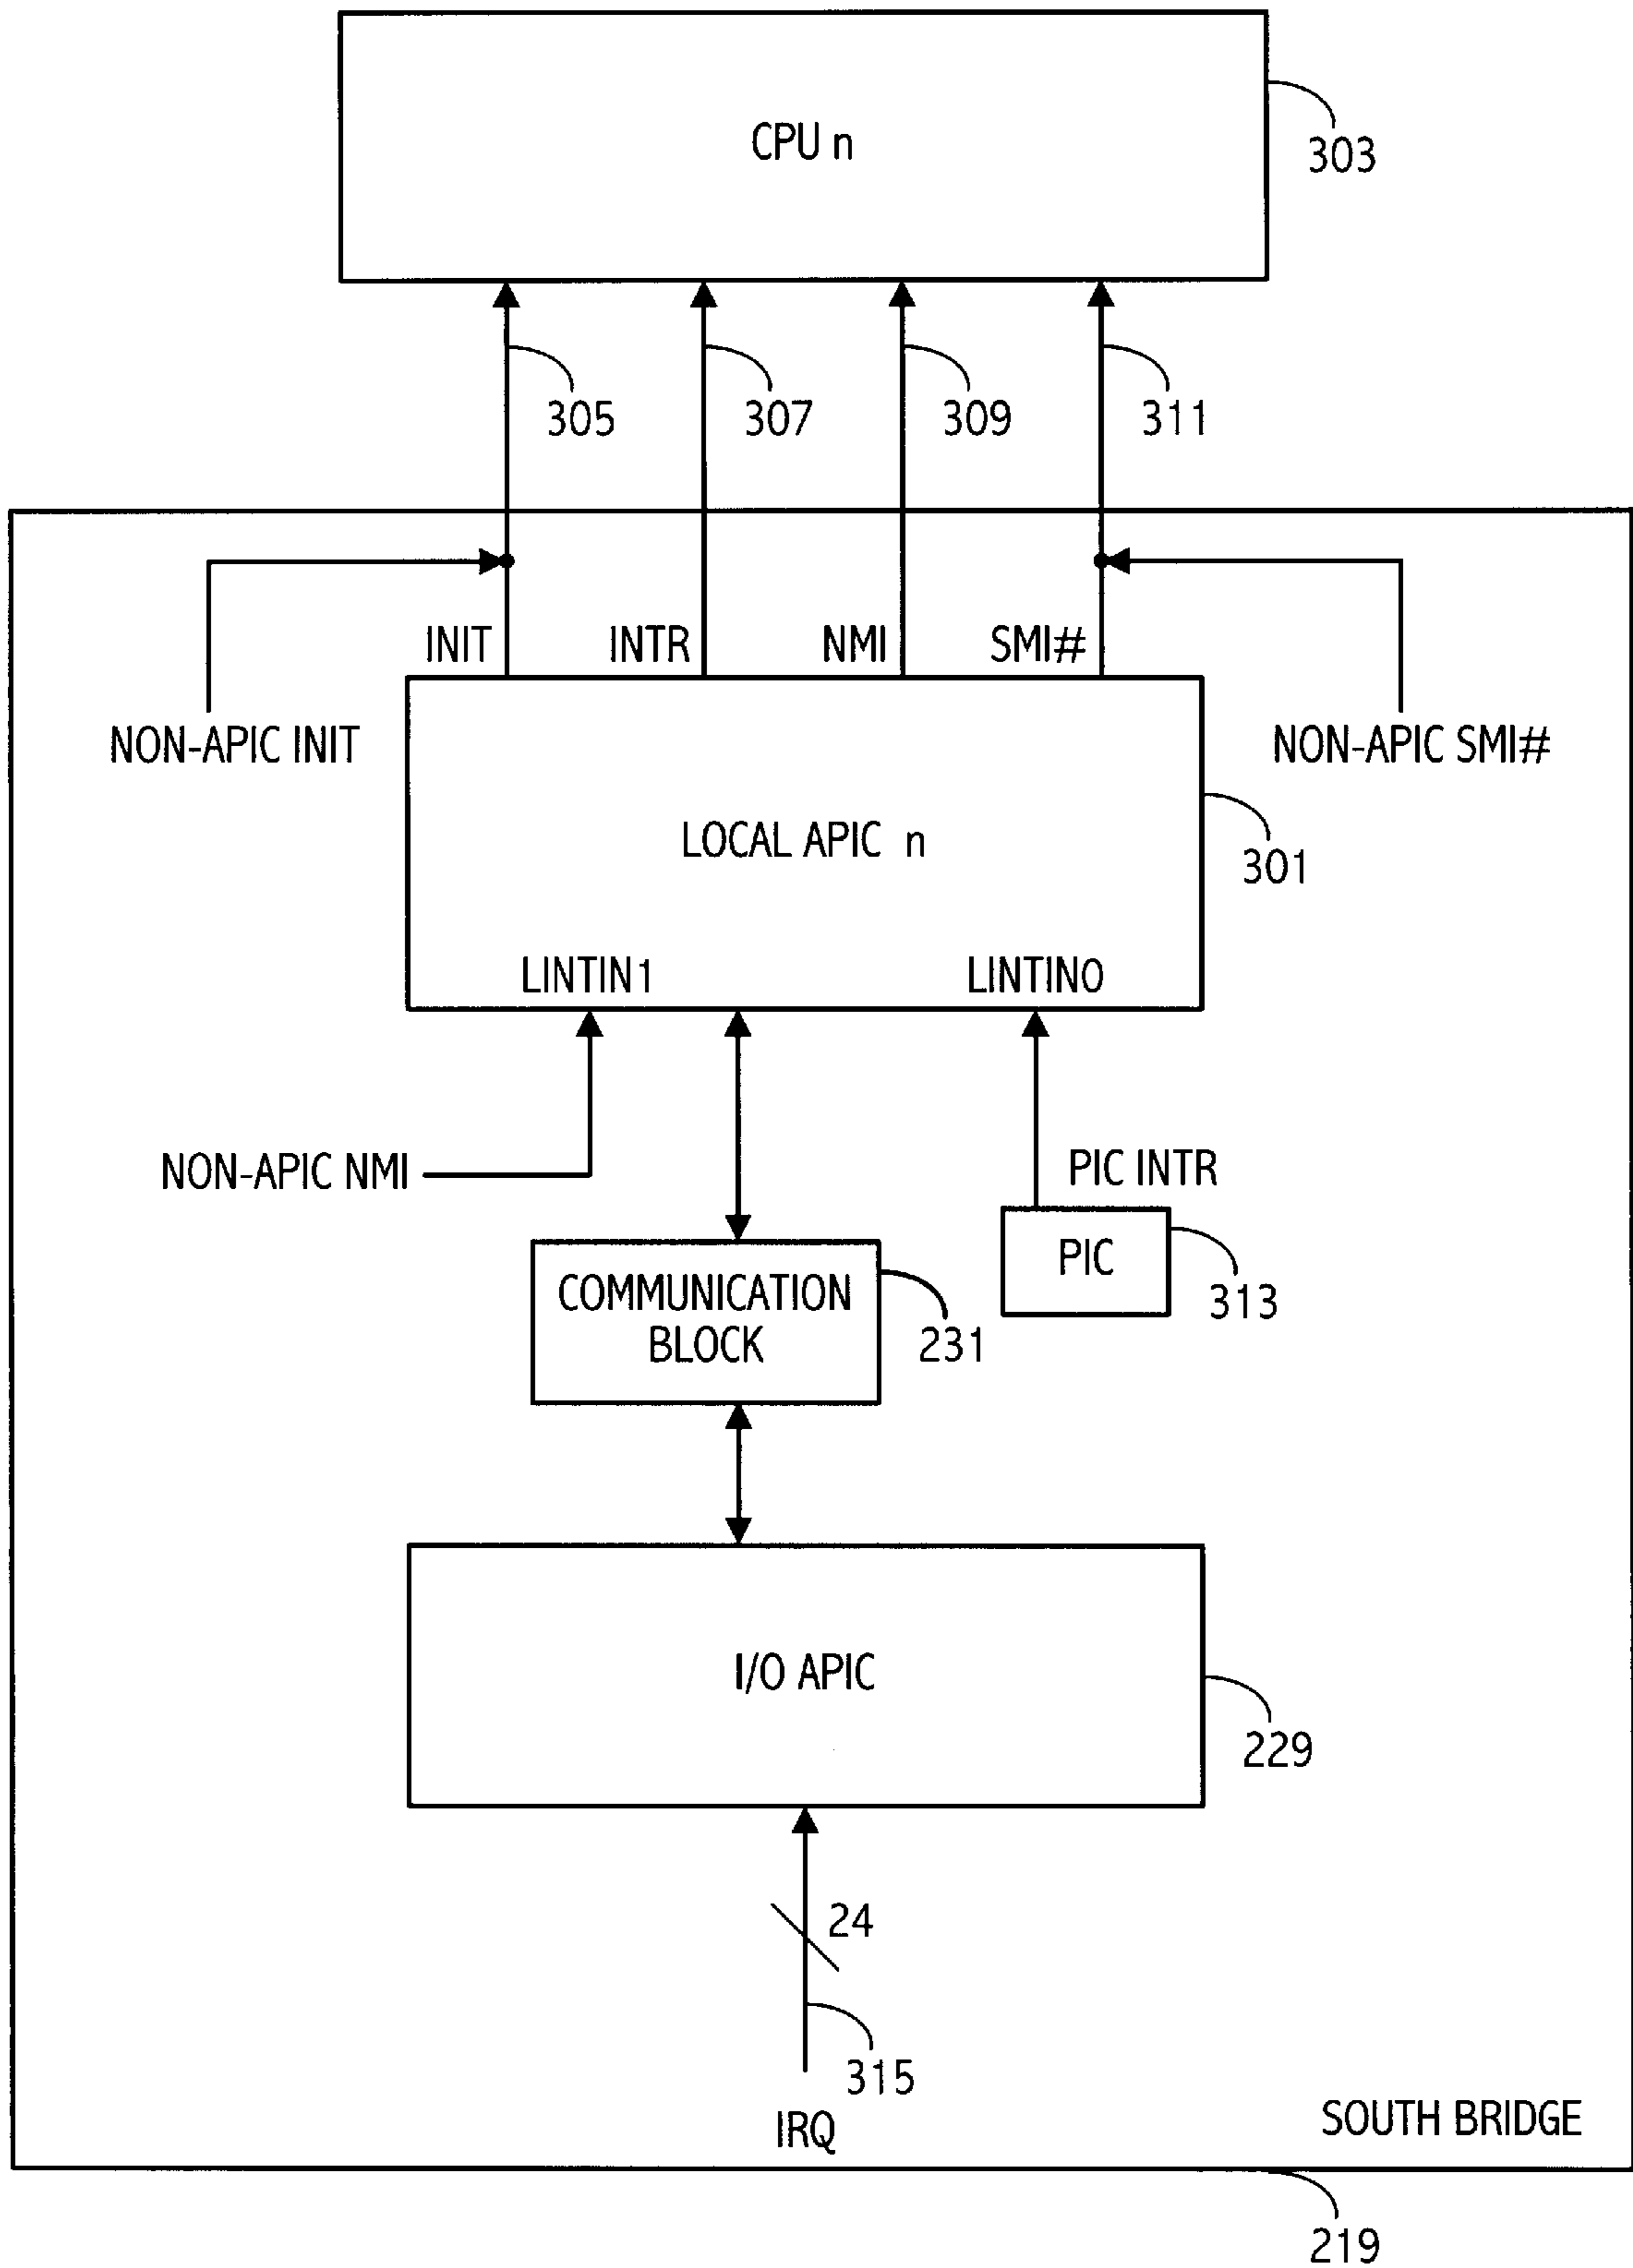 CPU n
303
305
307
309
311
INIT
INTR
NMI
SMI#
NON-APIC INIT
NON-APIC SMI#
LOCAL APIC n
301
LINTIN1
LINTIN0
NON-APIC NMI
PIC INTR
PIC
313
COMMUNICATION
BLOCK
231
I/O APIC
229
24
315
IRQ
SOUTH BRIDGE
219